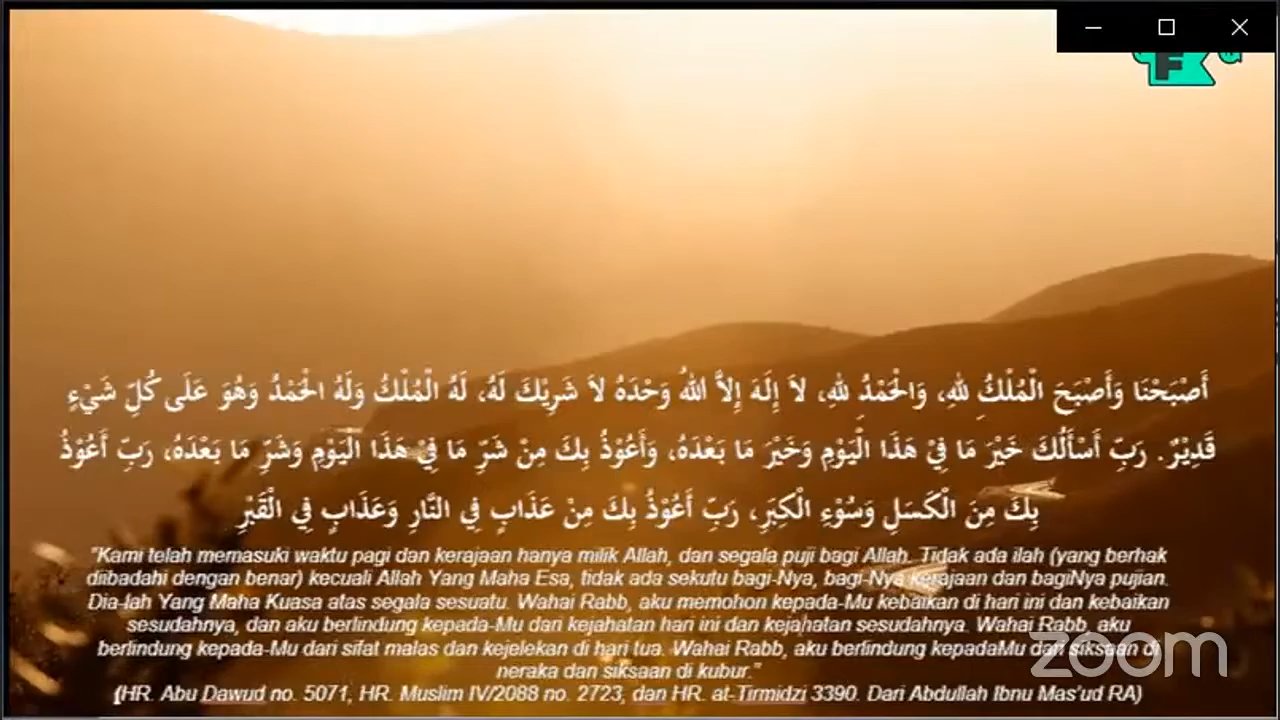 F
أَصْبَحْنَا وَأَصْبَحَ الْمُلْكُ لِلهِ، وَالْحَمْدُ لِلهِ، لاَ إِلَهَ إِلاَّ اللهُ وَحْدَهُ لاَ شَرِيْكَ لَهُ، لَهُ الْمُلْكُ وَلَهُ الْحَمْدُ وَهُوَ عَلَى كُلِّ شَيْءٍ
قَدِيْرٌ. رَبِّ أَسْأَلُكَ خَيْرَ مَا فِيْ هَذَا الْيَوْمِ وَخَيْرَ مَا بَعْدَهُ، وَأَعُوْذُ بِكَ مِنْ شَرِّ مَا فِيْ هَذَا الْيَوْمِ وَشَرِّ مَا بَعْدَهُ، رَبِّ أَعُوْذُ
بِكَ مِنَ الْكَسَلِ وَسُوْءِ الْكِبَرِ، رَبِّ أَعُوْذُ بِكَ مِنْ عَذَابٍ فِي النَّارِ وَعَذَابٍ فِي الْقَبْرِ
"Kami telah memasuki waktu pagi dan kerajaan hanya milik Allah, dan segala puji bagi Allah. Tidak ada ilah (yang berhak
diibadahi dengan benar) kecuali Allah Yang Maha Esa, tidak ada sekutu bagi-Nya, bagi-Nya kerajaan dan bagiNya pujian.
Dia-lah Yang Maha Kuasa atas segala sesuatu. Wahai Rabb, aku memohon kepada-Mu kebaikan di hari ini dan kebaikan
sesudahnya, dan aku berlindung kepada-Mu dari kejahatan hari ini dan kejahatan sesudahnya. Wahai Rabb, aku
berlindung kepada-Mu dari sifat malas dan kejelekan di hari tua. Wahai Rabb, aku berlindung kepadaMu dari siksaan di
neraka dan siksaan di kubur."
(HR. Abu Dawud no. 5071, HR. Muslim IV/2088 no. 2723, dan HR. at-Tirmidzi 3390. Dari Abdullah Ibnu Mas'ud RA)
zoom